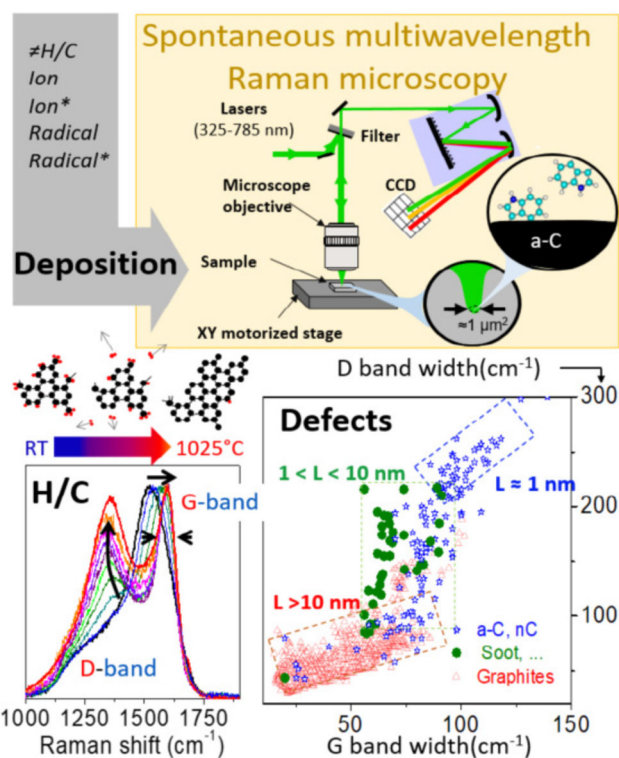 ≠H/C
Ion
Ion*
Radical
Radical*
Deposition
Spontaneous multiwavelength
Raman microscopy
Lasers
(325-785 nm)
Filter
Microscope
objective
CCD
Sample
XY motorized stage
a-C
≈1 μm²
RT
1025°C
H/C
G-band
D-band
1000
1250
1500
1750
Raman shift (cm⁻¹)
D band width(cm⁻¹)
Defects
300
200
100
1 < L < 10 nm
L ≈ 1 nm
L >10 nm
a-C, nC
Soot, ...
Graphites
50
100
150
G band width(cm⁻¹)